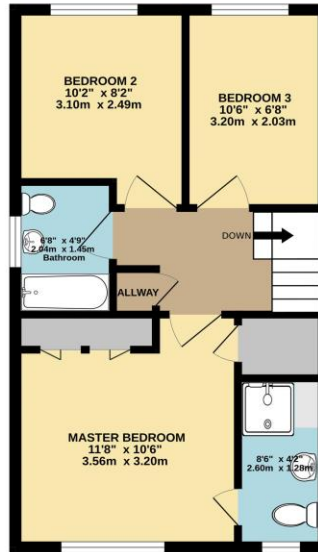 BEDROOM 2
10'2" x 8'2"
3.10m x 2.49m
BEDROOM 3
10'6" x 6'8"
3.20m x 2.03m
6'8" x 4'9"
2.04m x 1.45m
Bathroom
DOWN
ALLWAY
MASTER BEDROOM
11'8" x 10'6"
3.56m x 3.20m
8'6" x 4'2"
2.60m x 1.28m